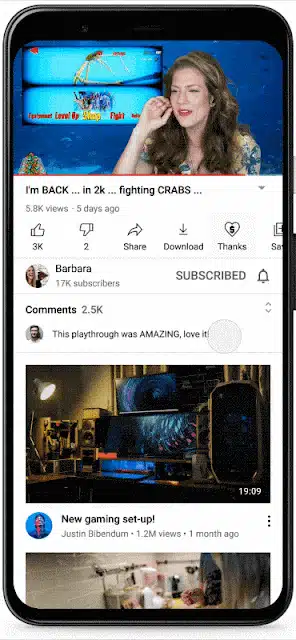 Equipment Level Up Story Fight
I'm BACK ... in 2k ... fighting CRABS ...
5.8K views · 5 days ago
3K 2 Share Download Thanks Sav
Barbara
17K subscribers
SUBSCRIBED
Comments 2.5K
This playthrough was AMAZING, love it!
19:09
New gaming set-up!
Justin Bibendum • 1.2M views • 1 month ago